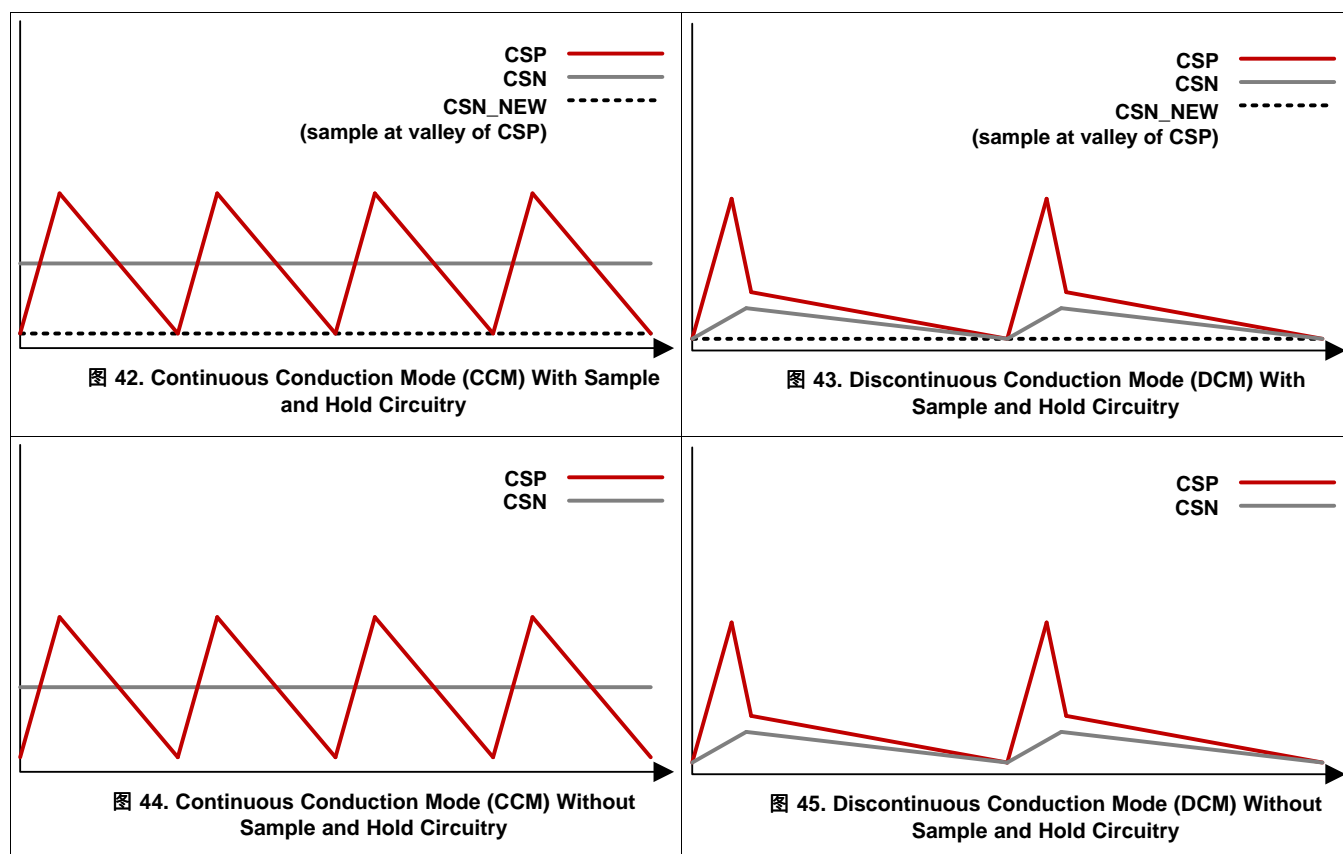 CSP
CSN
CSN_NEW
(sample at valley of CSP)
图 42. Continuous Conduction Mode (CCM) With Sample
and Hold Circuitry
CSP
CSN
CSN_NEW
(sample at valley of CSP)
图 43. Discontinuous Conduction Mode (DCM) With
Sample and Hold Circuitry
CSP
CSN
图 44. Continuous Conduction Mode (CCM) Without
Sample and Hold Circuitry
CSP
CSN
图 45. Discontinuous Conduction Mode (DCM) Without
Sample and Hold Circuitry